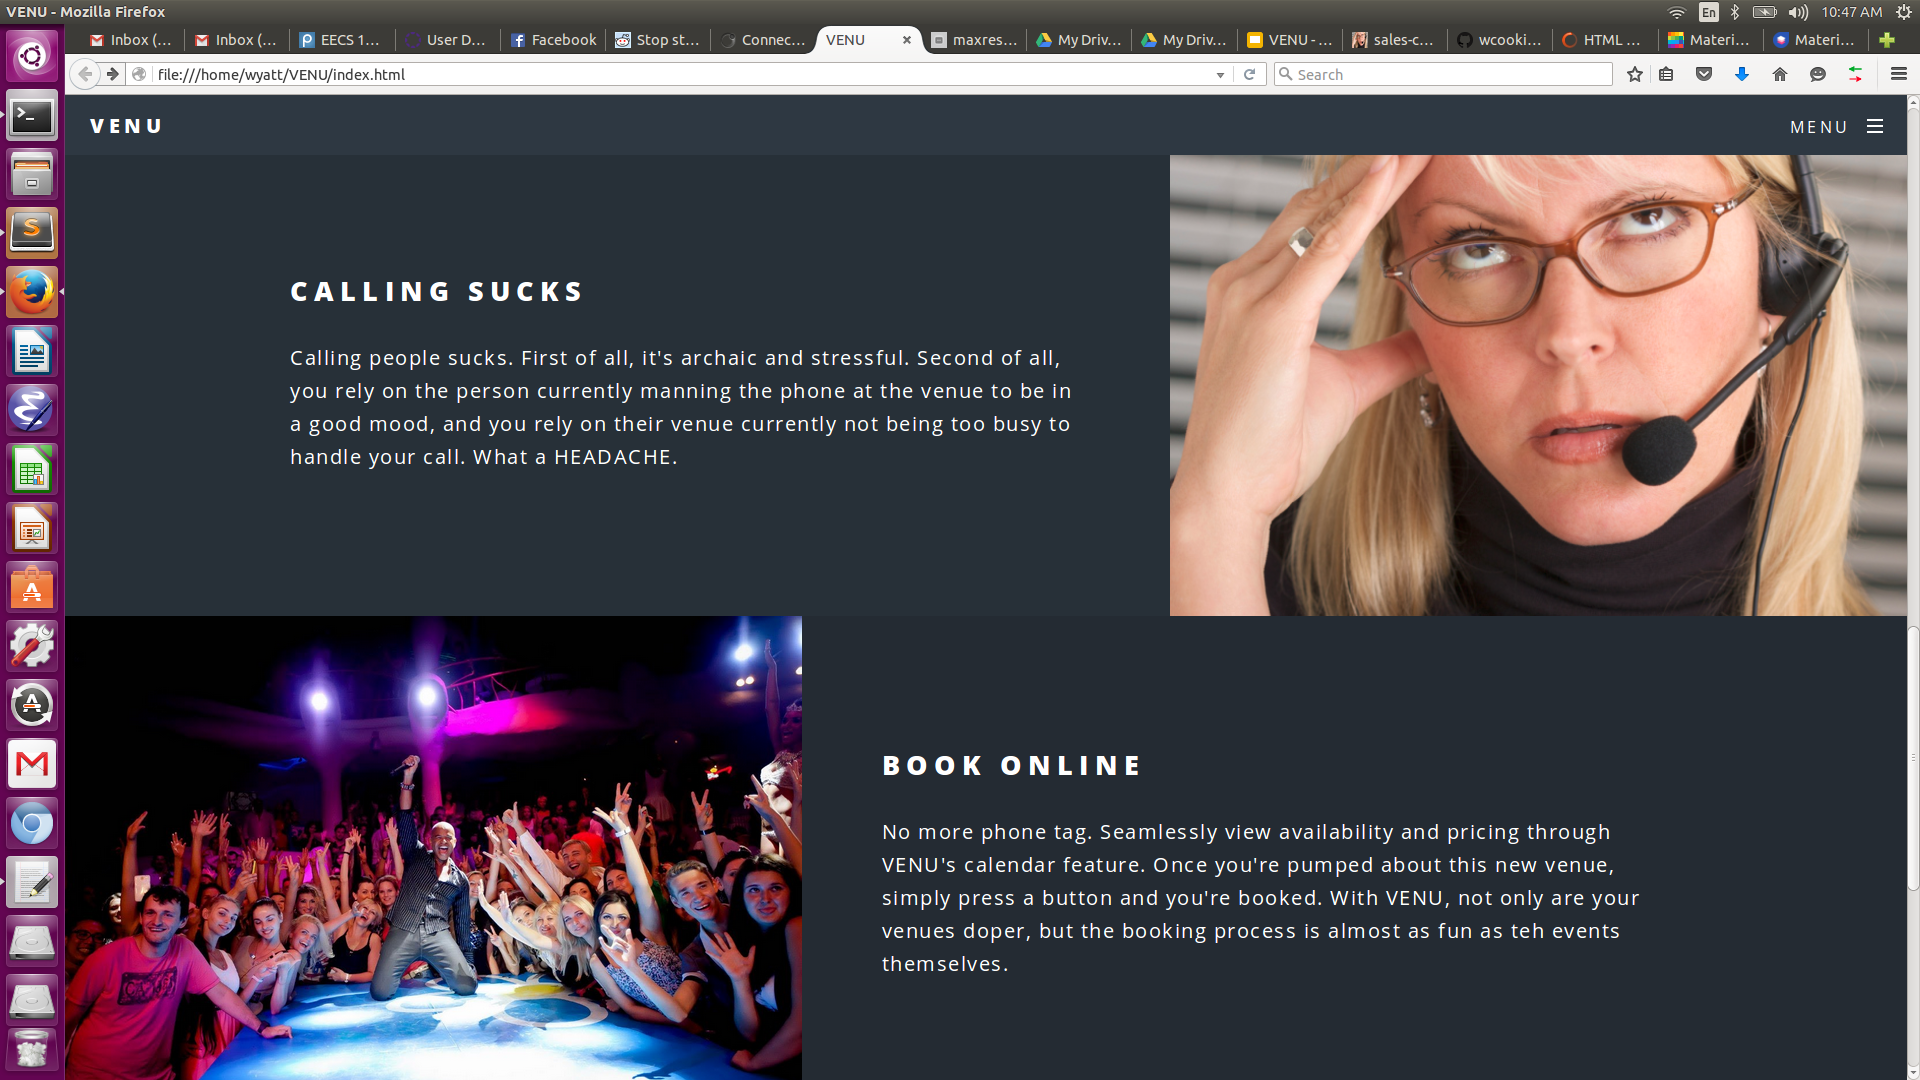 VENU - Mozilla Firefox
En
10:47 AM
Inbox (...
Inbox (...
EECS 1...
User D...
Facebook
Stop st...
Connec...
VENU
maxres...
My Driv...
My Driv...
VENU - ...
sales-c...
wcooki...
HTML ...
Materi...
Materi...
file:///home/wyatt/VENU/index.html
Search
VENU
MENU
CALLING SUCKS
Calling people sucks. First of all, it's archaic and stressful. Second of all,
you rely on the person currently manning the phone at the venue to be in
a good mood, and you rely on their venue currently not being too busy to
handle your call. What a HEADACHE.
BOOK ONLINE
No more phone tag. Seamlessly view availability and pricing through
VENU's calendar feature. Once you're pumped about this new venue,
simply press a button and you're booked. With VENU, not only are your
venues doper, but the booking process is almost as fun as teh events
themselves.